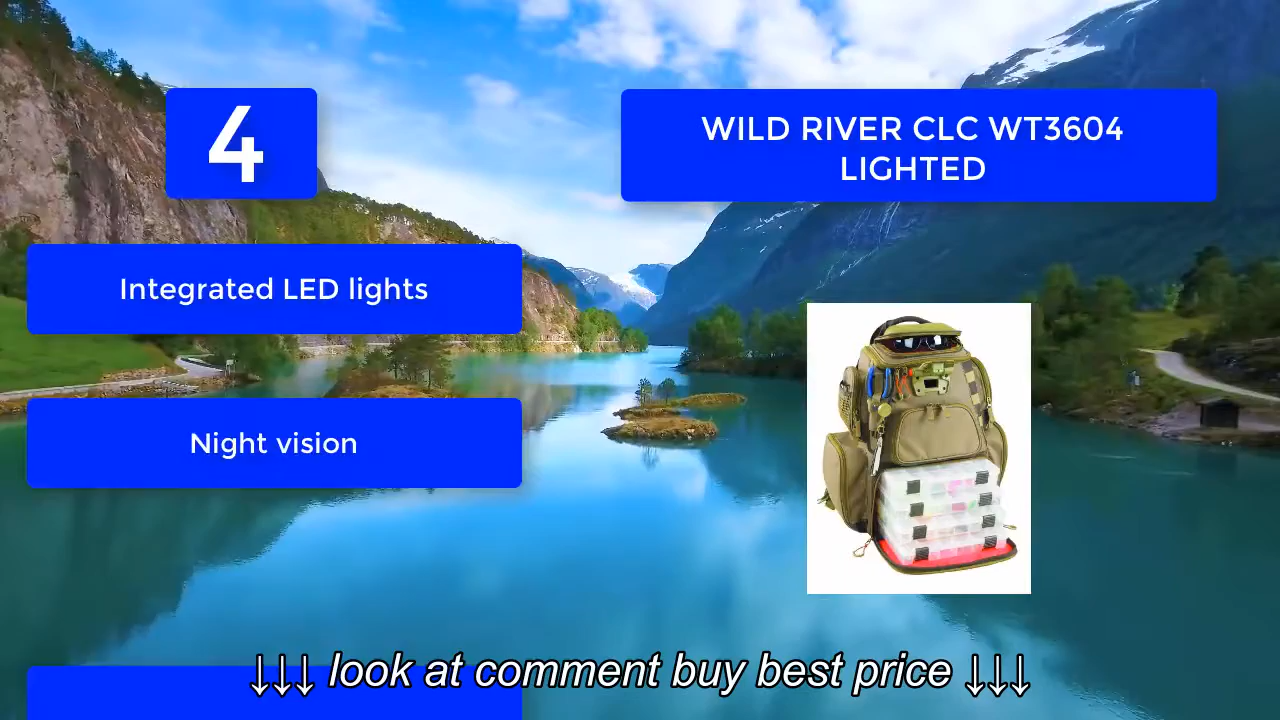 4
WILD RIVER CLC WT3604
LIGHTED
Integrated LED lights
Night vision
↓↓↓ look at comment buy best price ↓↓↓